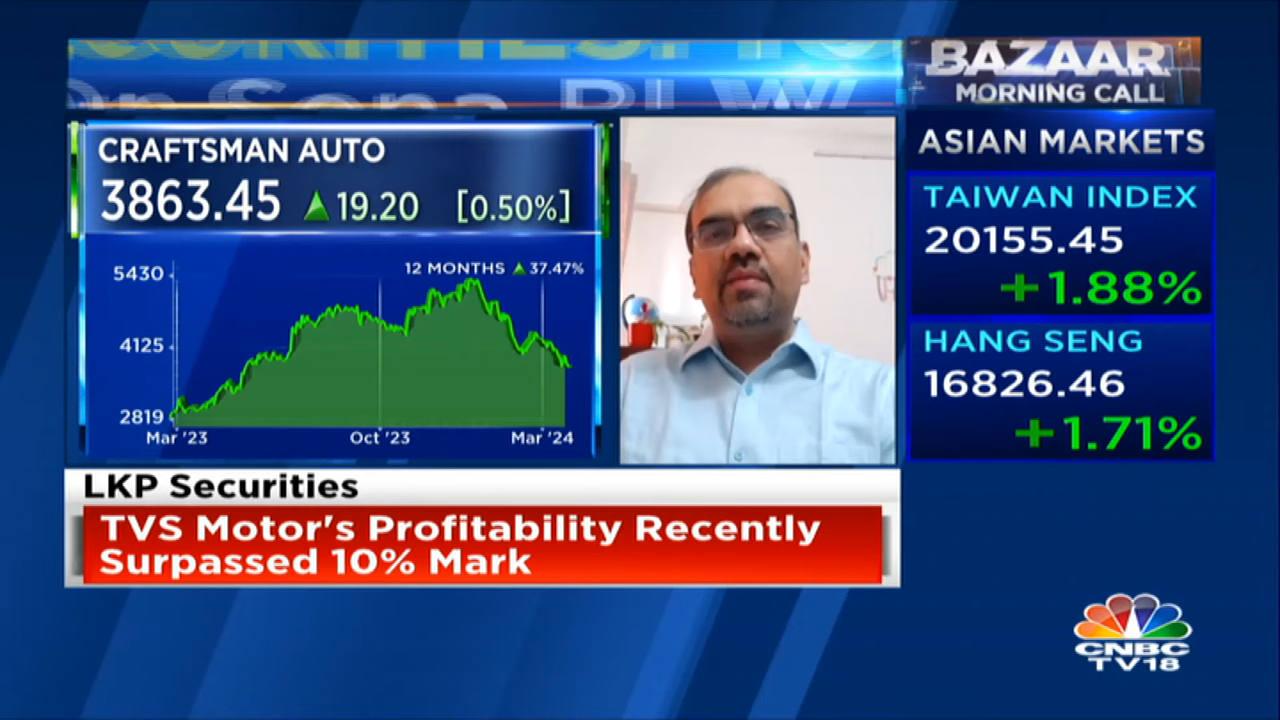 BAZAAR
MORNING CALL
CRAFTSMAN AUTO
3863.45 ▲ 19.20 [0.50%]
12 MONTHS ▲ 37.47%
5430
4125
2819
Mar '23 Oct '23 Mar '24
ASIAN MARKETS
TAIWAN INDEX
20155.45
+1.88%
HANG SENG
16826.46
+1.71%
LKP Securities
TVS Motor's Profitability Recently
Surpassed 10% Mark
CNBC
TV18